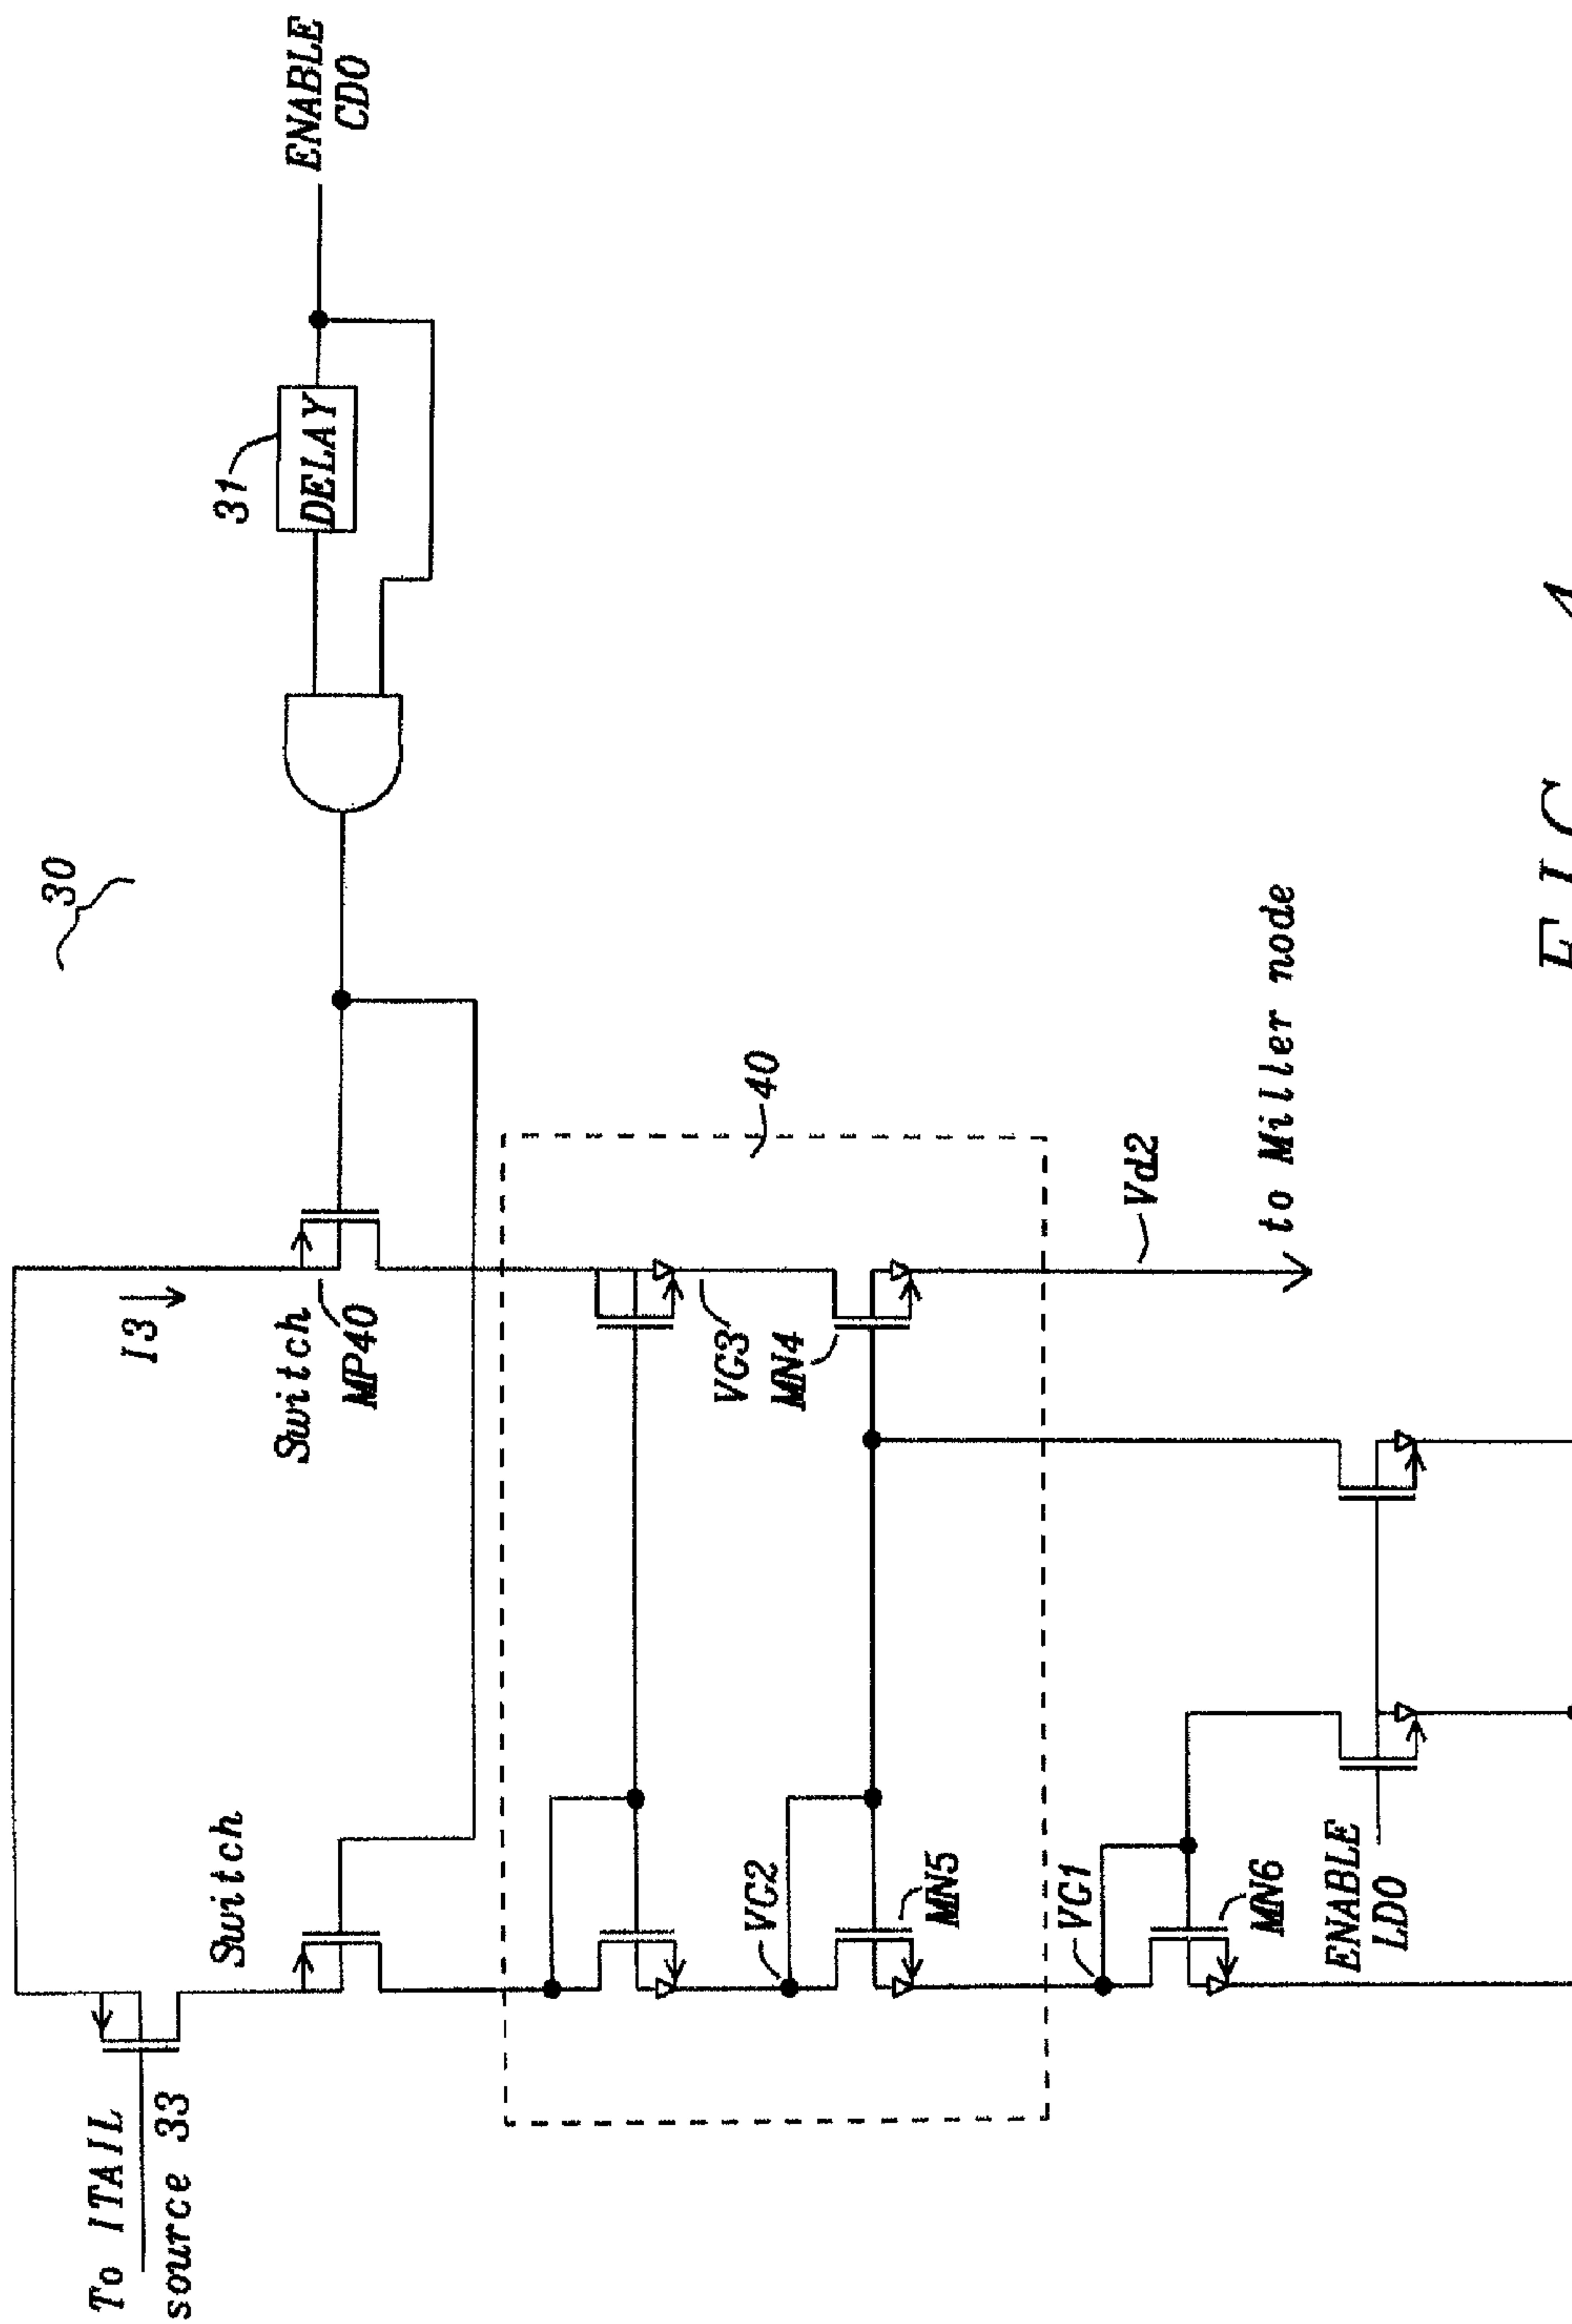 ENABLE
CDO
31
DELAY
30
I3
Switch
MP40
Switch
To ITAIL
source 33
40
VG3
MN4
VG2
MN5
Vd2
to Miller node
VG1
MN6
ENABLE
LDO